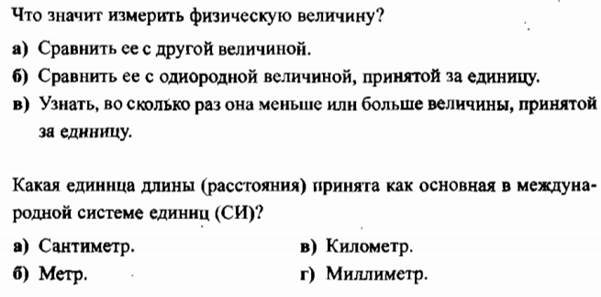 Что значит измерить физическую величину?
а) Сравнить ее с другой величиной.
б) Сравнить ее с однородной величиной, принятой за единицу.
в) Узнать, во сколько раз она меньше или больше величины, принятой
за единицу.
Какая единица длины (расстояния) принята как основная в междуна-
родной системе единиц (СИ)?
а) Сантиметр.
б) Метр.
в) Километр.
г) Миллиметр.